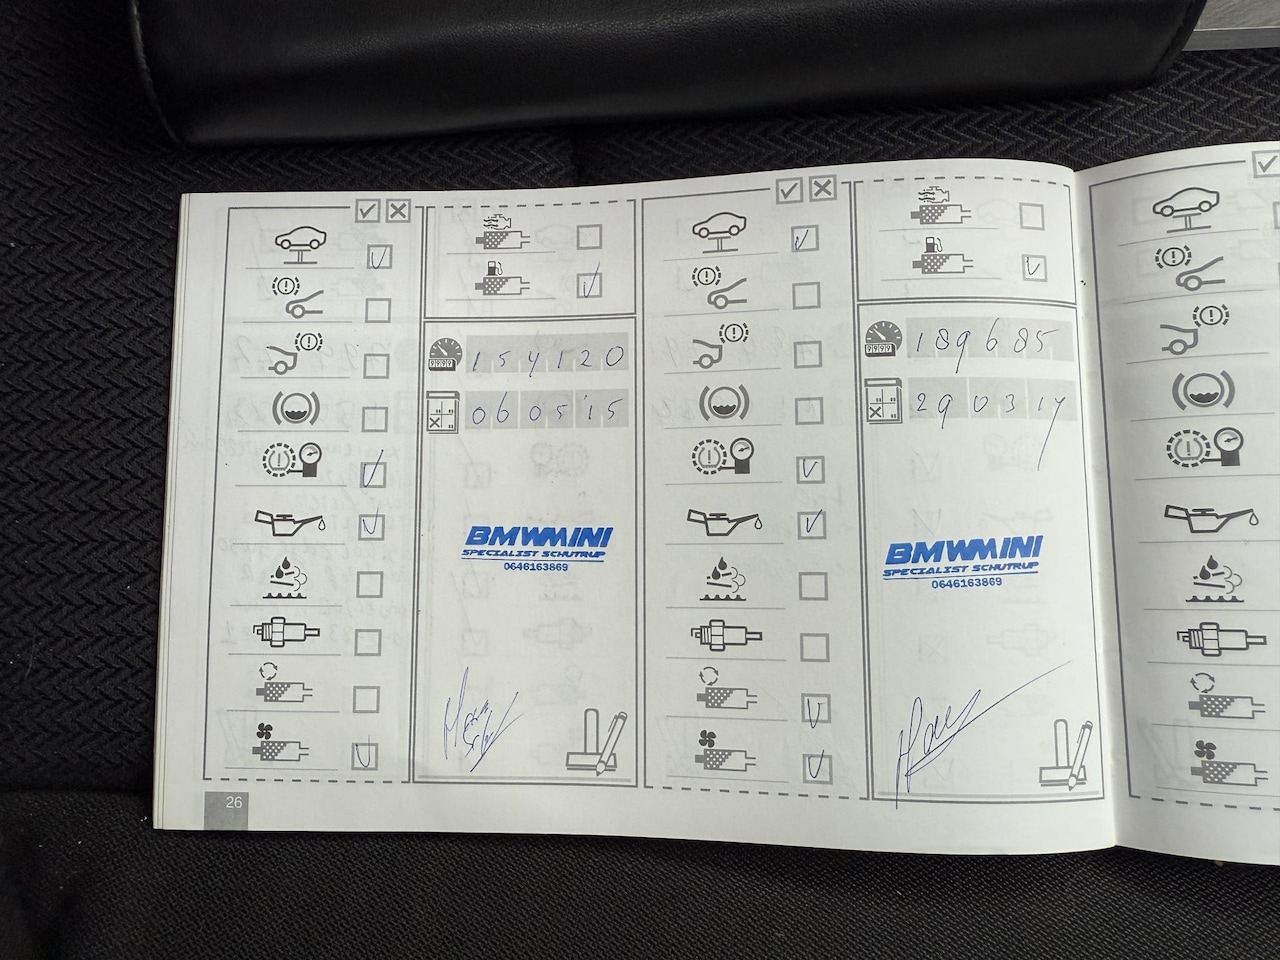 154120
060515
BMWMINI
SPECIALIST SCHUTRUP
0646163869
26
189685
290317
BMWMINI
SPECIALIST SCHUTRUP
0646163869